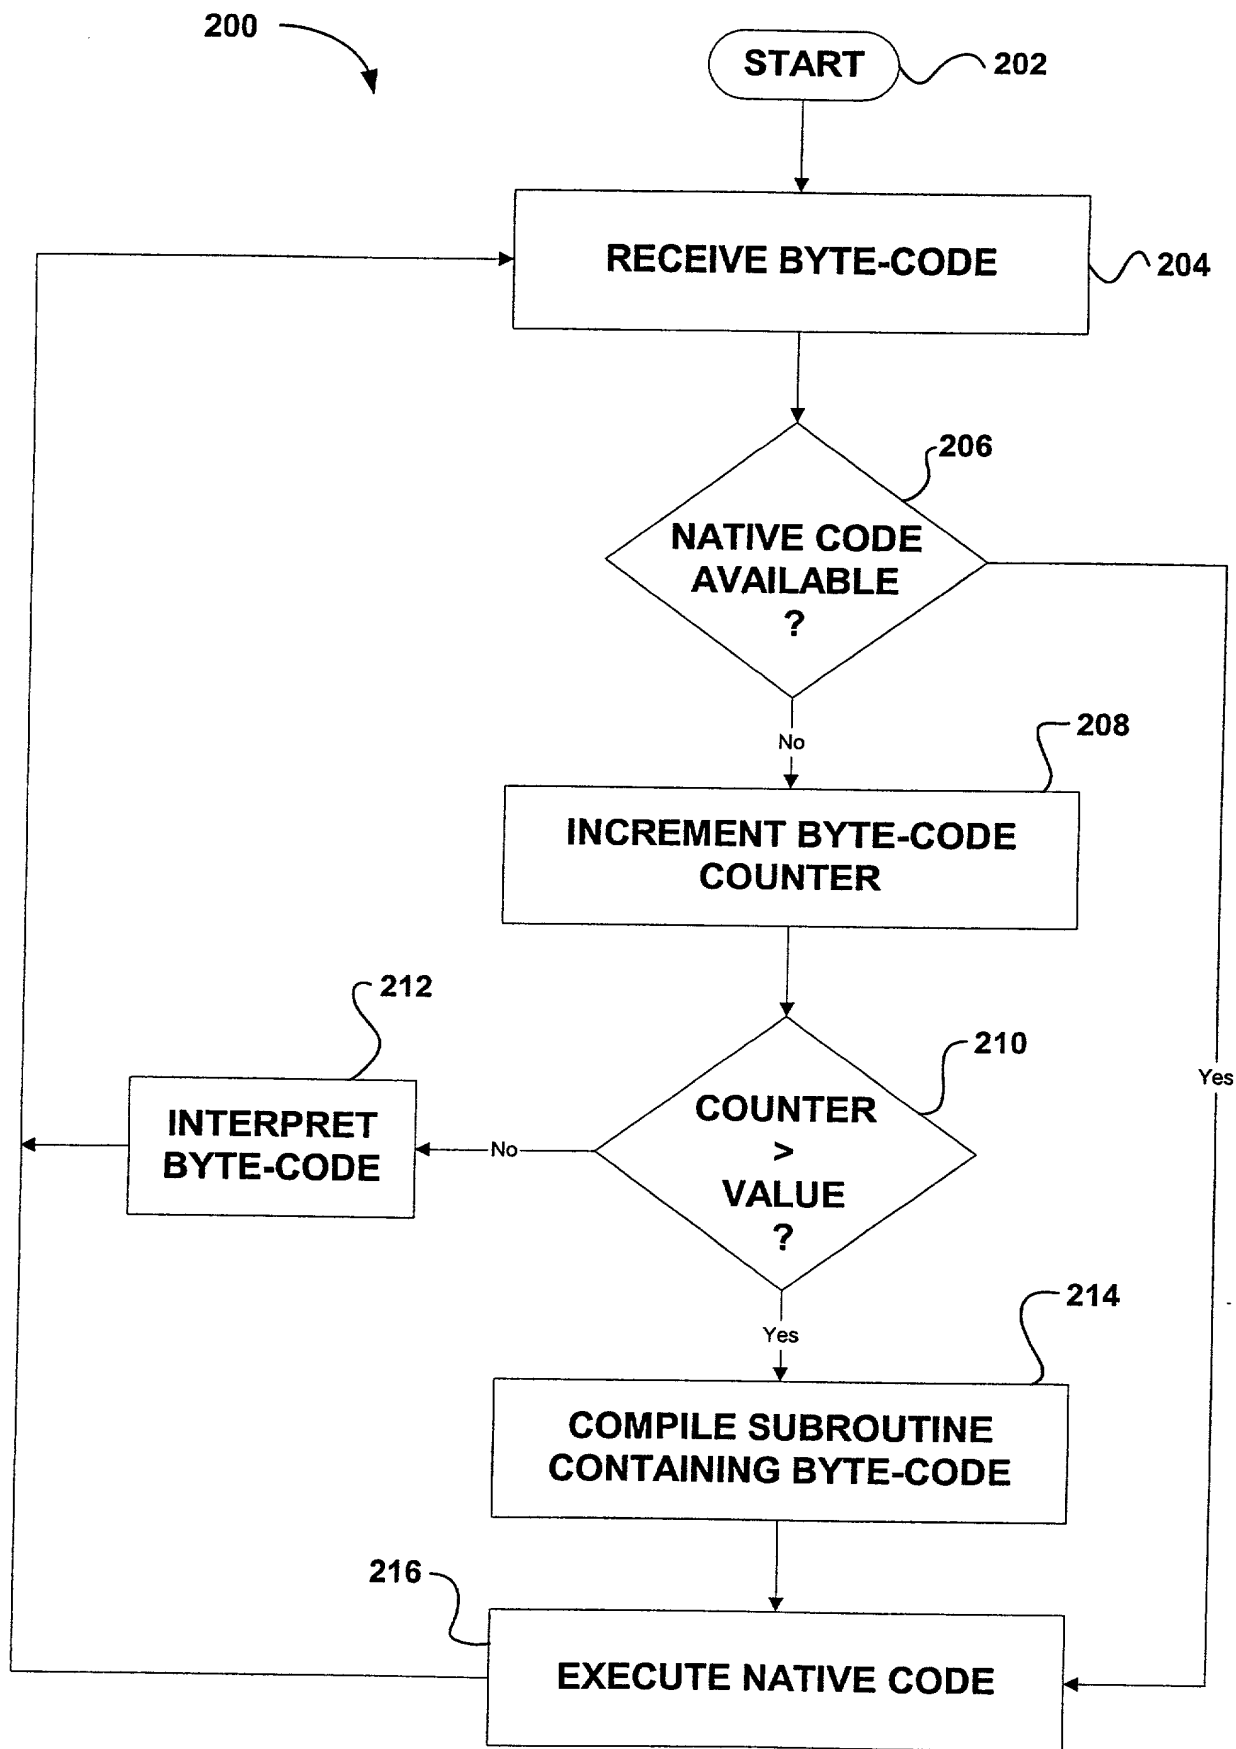 200
START
202
RECEIVE BYTE-CODE
204
206
NATIVE CODE
AVAILABLE
?
No
208
INCREMENT BYTE-CODE
COUNTER
212
210
COUNTER
>
VALUE
?
Yes
INTERPRET
BYTE-CODE
No
214
Yes
COMPILE SUBROUTINE
CONTAINING BYTE-CODE
216
EXECUTE NATIVE CODE